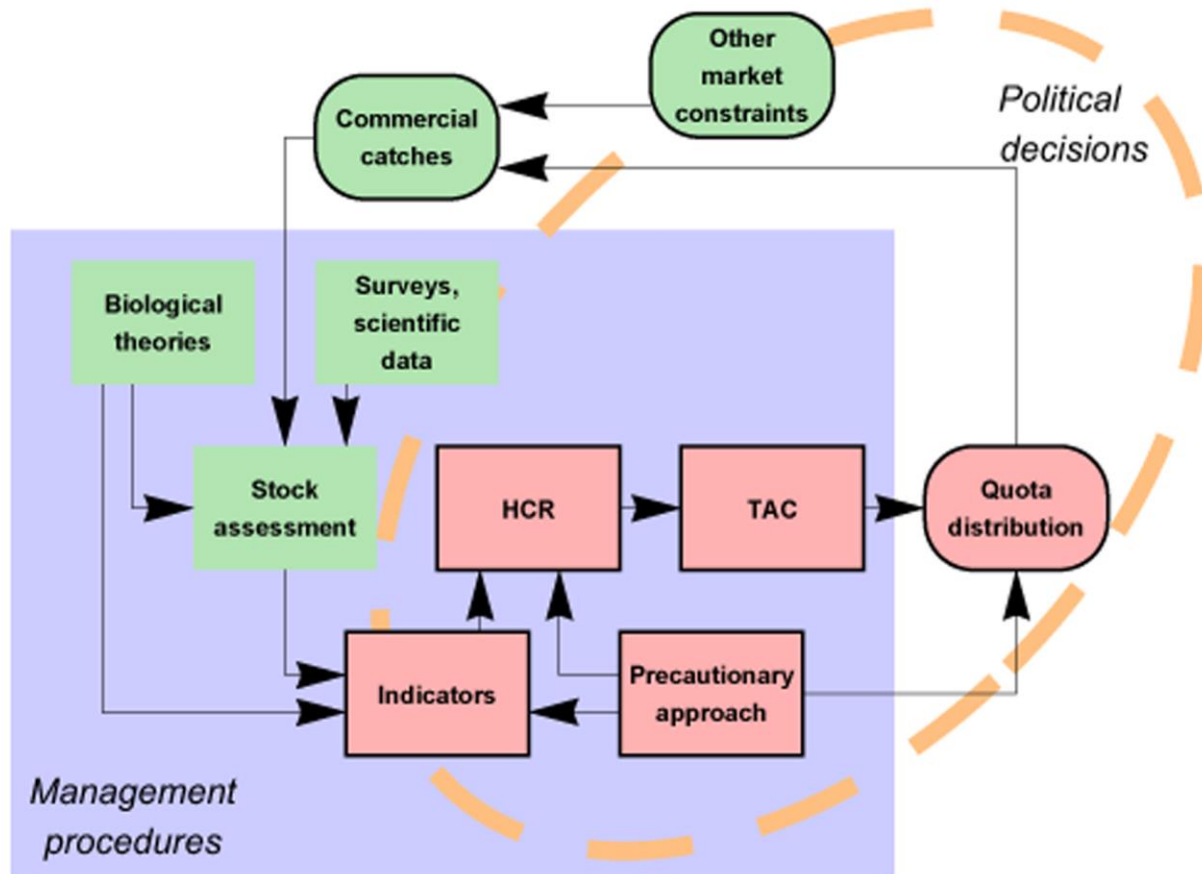 Other
market
constraints
Political
decisions
Commercial
catches
Biological
theories
Surveys,
scientific
data
Stock
assessment
HCR
TAC
Quota
distribution
Indicators
Precautionary
approach
Management
procedures